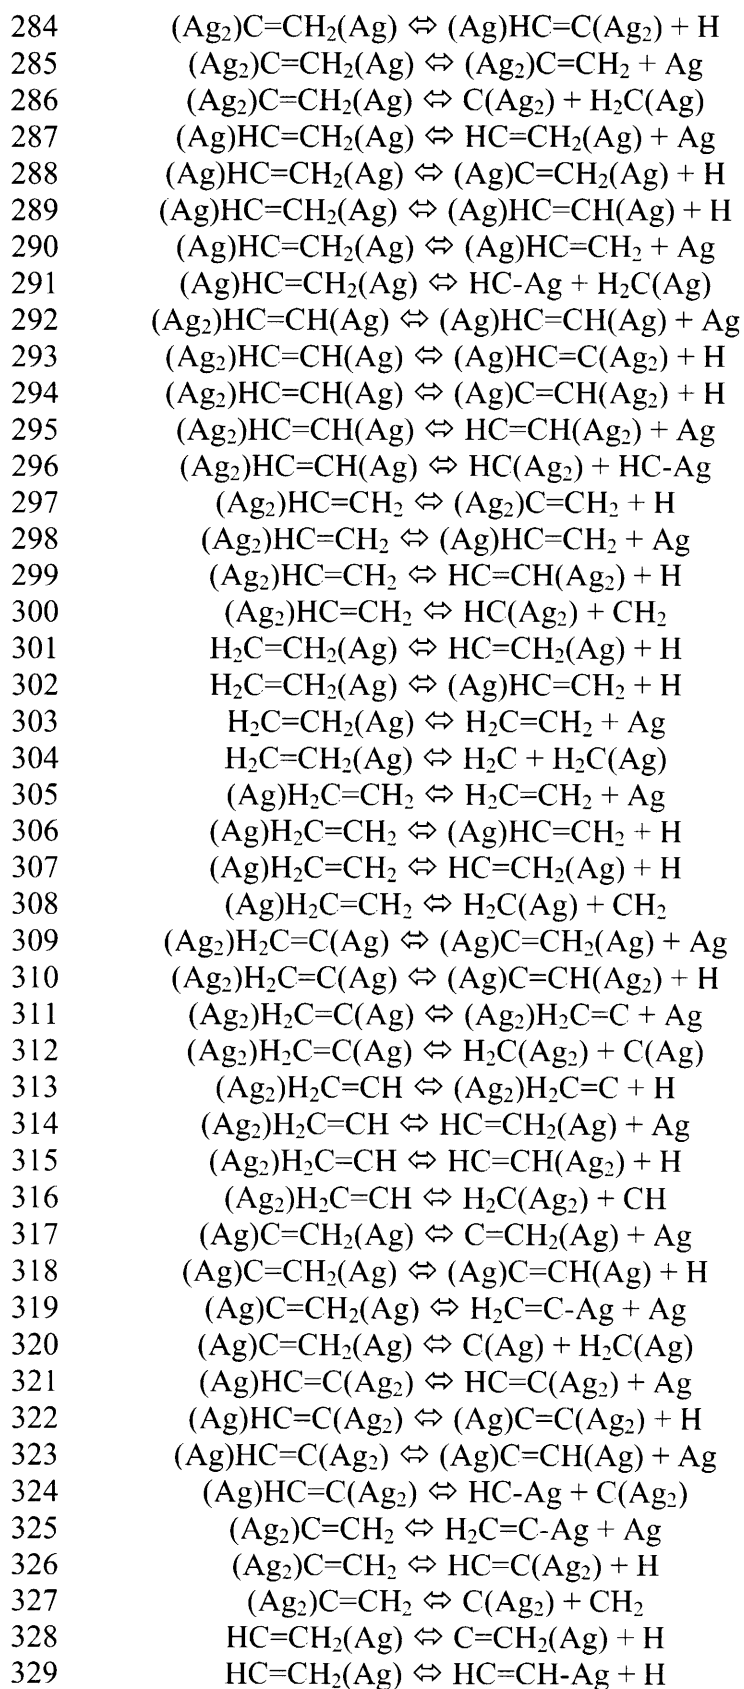 284 (Ag₂)C=CH₂(Ag) ⇔ (Ag)HC=C(Ag₂) + H
285 (Ag₂)C=CH₂(Ag) ⇔ (Ag₂)C=CH₂ + Ag
286 (Ag₂)C=CH₂(Ag) ⇔ C(Ag₂) + H₂C(Ag)
287 (Ag)HC=CH₂(Ag) ⇔ HC=CH₂(Ag) + Ag
288 (Ag)HC=CH₂(Ag) ⇔ (Ag)C=CH₂(Ag) + H
289 (Ag)HC=CH₂(Ag) ⇔ (Ag)HC=CH(Ag) + H
290 (Ag)HC=CH₂(Ag) ⇔ (Ag)HC=CH₂ + Ag
291 (Ag)HC=CH₂(Ag) ⇔ HC-Ag + H₂C(Ag)
292 (Ag₂)HC=CH(Ag) ⇔ (Ag)HC=CH(Ag) + Ag
293 (Ag₂)HC=CH(Ag) ⇔ (Ag)HC=C(Ag₂) + H
294 (Ag₂)HC=CH(Ag) ⇔ (Ag)C=CH(Ag₂) + H
295 (Ag₂)HC=CH(Ag) ⇔ HC=CH(Ag₂) + Ag
296 (Ag₂)HC=CH(Ag) ⇔ HC(Ag₂) + HC-Ag
297 (Ag₂)HC=CH₂ ⇔ (Ag₂)C=CH₂ + H
298 (Ag₂)HC=CH₂ ⇔ (Ag)HC=CH₂ + Ag
299 (Ag₂)HC=CH₂ ⇔ HC=CH(Ag₂) + H
300 (Ag₂)HC=CH₂ ⇔ HC(Ag₂) + CH₂
301 H₂C=CH₂(Ag) ⇔ HC=CH₂(Ag) + H
302 H₂C=CH₂(Ag) ⇔ (Ag)HC=CH₂ + H
303 H₂C=CH₂(Ag) ⇔ H₂C=CH₂ + Ag
304 H₂C=CH₂(Ag) ⇔ H₂C + H₂C(Ag)
305 (Ag)H₂C=CH₂ ⇔ H₂C=CH₂ + Ag
306 (Ag)H₂C=CH₂ ⇔ (Ag)HC=CH₂ + H
307 (Ag)H₂C=CH₂ ⇔ HC=CH₂(Ag) + H
308 (Ag)H₂C=CH₂ ⇔ H₂C(Ag) + CH₂
309 (Ag₂)H₂C=C(Ag) ⇔ (Ag)C=CH₂(Ag) + Ag
310 (Ag₂)H₂C=C(Ag) ⇔ (Ag)C=CH(Ag₂) + H
311 (Ag₂)H₂C=C(Ag) ⇔ (Ag₂)H₂C=C + Ag
312 (Ag₂)H₂C=C(Ag) ⇔ H₂C(Ag₂) + C(Ag)
313 (Ag₂)H₂C=CH ⇔ (Ag₂)H₂C=C + H
314 (Ag₂)H₂C=CH ⇔ HC=CH₂(Ag) + Ag
315 (Ag₂)H₂C=CH ⇔ HC=CH(Ag₂) + H
316 (Ag₂)H₂C=CH ⇔ H₂C(Ag₂) + CH
317 (Ag)C=CH₂(Ag) ⇔ C=CH₂(Ag) + Ag
318 (Ag)C=CH₂(Ag) ⇔ (Ag)C=CH(Ag) + H
319 (Ag)C=CH₂(Ag) ⇔ H₂C=C-Ag + Ag
320 (Ag)C=CH₂(Ag) ⇔ C(Ag) + H₂C(Ag)
321 (Ag)HC=C(Ag₂) ⇔ HC=C(Ag₂) + Ag
322 (Ag)HC=C(Ag₂) ⇔ (Ag)C=C(Ag₂) + H
323 (Ag)HC=C(Ag₂) ⇔ (Ag)C=CH(Ag) + Ag
324 (Ag)HC=C(Ag₂) ⇔ HC-Ag + C(Ag₂)
325 (Ag₂)C=CH₂ ⇔ H₂C=C-Ag + Ag
326 (Ag₂)C=CH₂ ⇔ HC=C(Ag₂) + H
327 (Ag₂)C=CH₂ ⇔ C(Ag₂) + CH₂
328 HC=CH₂(Ag) ⇔ C=CH₂(Ag) + H
329 HC=CH₂(Ag) ⇔ HC=CH-Ag + H